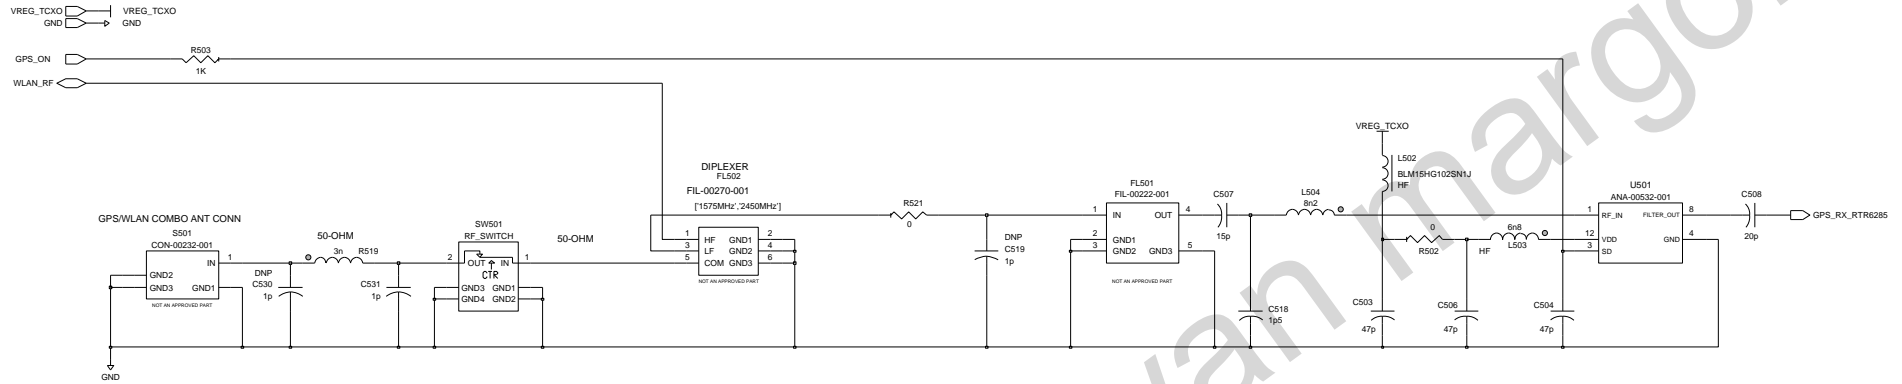 VREG_TCXO VREG_TCXO
GND GND
GPS_ON
R503
1K
WLAN_RF
GPS/WLAN COMBO ANT CONN
S501
CON-00232-001
IN 1
GND2
GND3 GND1
NOT AN APPROVED PART
GND
DNP
C530
1p
50-OHM
3n R519
C531
1p
SW501
RF_SWITCH
2 OUT IN 1
CTR
GND3 GND1
GND4 GND2
50-OHM
DIPLEXER
FL502
FIL-00270-001
['1575MHz','2450MHz']
1 HF GND1 2
3 LF GND2 4
5 COM GND3 6
NOT AN APPROVED PART
R521
0
DNP
C519
1p
FL501
FIL-00222-001
1 IN OUT 4
2 GND1
3 GND2 GND3 5
NOT AN APPROVED PART
C507
15p
C518
1p5
L504
8n2
VREG_TCXO
L502
BLM15HG102SN1J
HF
0
R502
6n8
HF L503
C503
47p
C506
47p
C504
47p
U501
ANA-00532-001
1 RF_IN FILTER_OUT 8
12 VDD GND 4
3 SD
C508
20p
GPS_RX_RTR6285
van margo